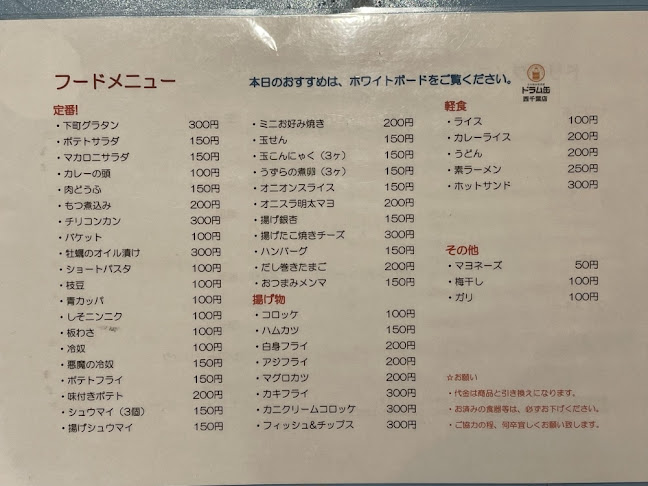 フードメニュー
本日のおすすめは、ホワイトボードをご覧ください。
ドラム缶
西千葉店
定番!
・下町グラタン 300円
・ポテトサラダ 150円
・マカロニサラダ 150円
・カレーの頭 100円
・肉どうふ 150円
・もつ煮込み 200円
・チリコンカン 300円
・バケット 100円
・牡蠣のオイル漬け 300円
・ショートパスタ 100円
・枝豆 100円
・青カッパ 100円
・しそニンニク 100円
・板わさ 100円
・冷奴 100円
・悪魔の冷奴 150円
・ポテトフライ 150円
・味付きポテト 200円
・シュウマイ（3個） 150円
・揚げシュウマイ 150円
・ミニお好み焼き 200円
・玉せん 150円
・玉こんにゃく（3ヶ） 150円
・うずらの煮卵（3ヶ） 150円
・オニオンスライス 150円
・オニスラ明太マヨ 200円
・揚げ銀杏 150円
・揚げたこ焼きチーズ 300円
・ハンバーグ 150円
・だし巻きたまご 200円
・おつまみメンマ 150円
揚げ物
・コロッケ 100円
・ハムカツ 150円
・白身フライ 200円
・アジフライ 200円
・マグロカツ 200円
・カキフライ 300円
・カニクリームコロッケ 300円
・フィッシュ&チップス 300円
軽食
・ライス 100円
・カレーライス 200円
・うどん 200円
・素ラーメン 250円
・ホットサンド 300円
その他
・マヨネーズ 50円
・梅干し 100円
・ガリ 100円
☆お願い
・代金は商品と引き換えになります。
・お済みの食器等は、必ずお下げください。
・ご協力の程、何卒宜しくお願い致します。